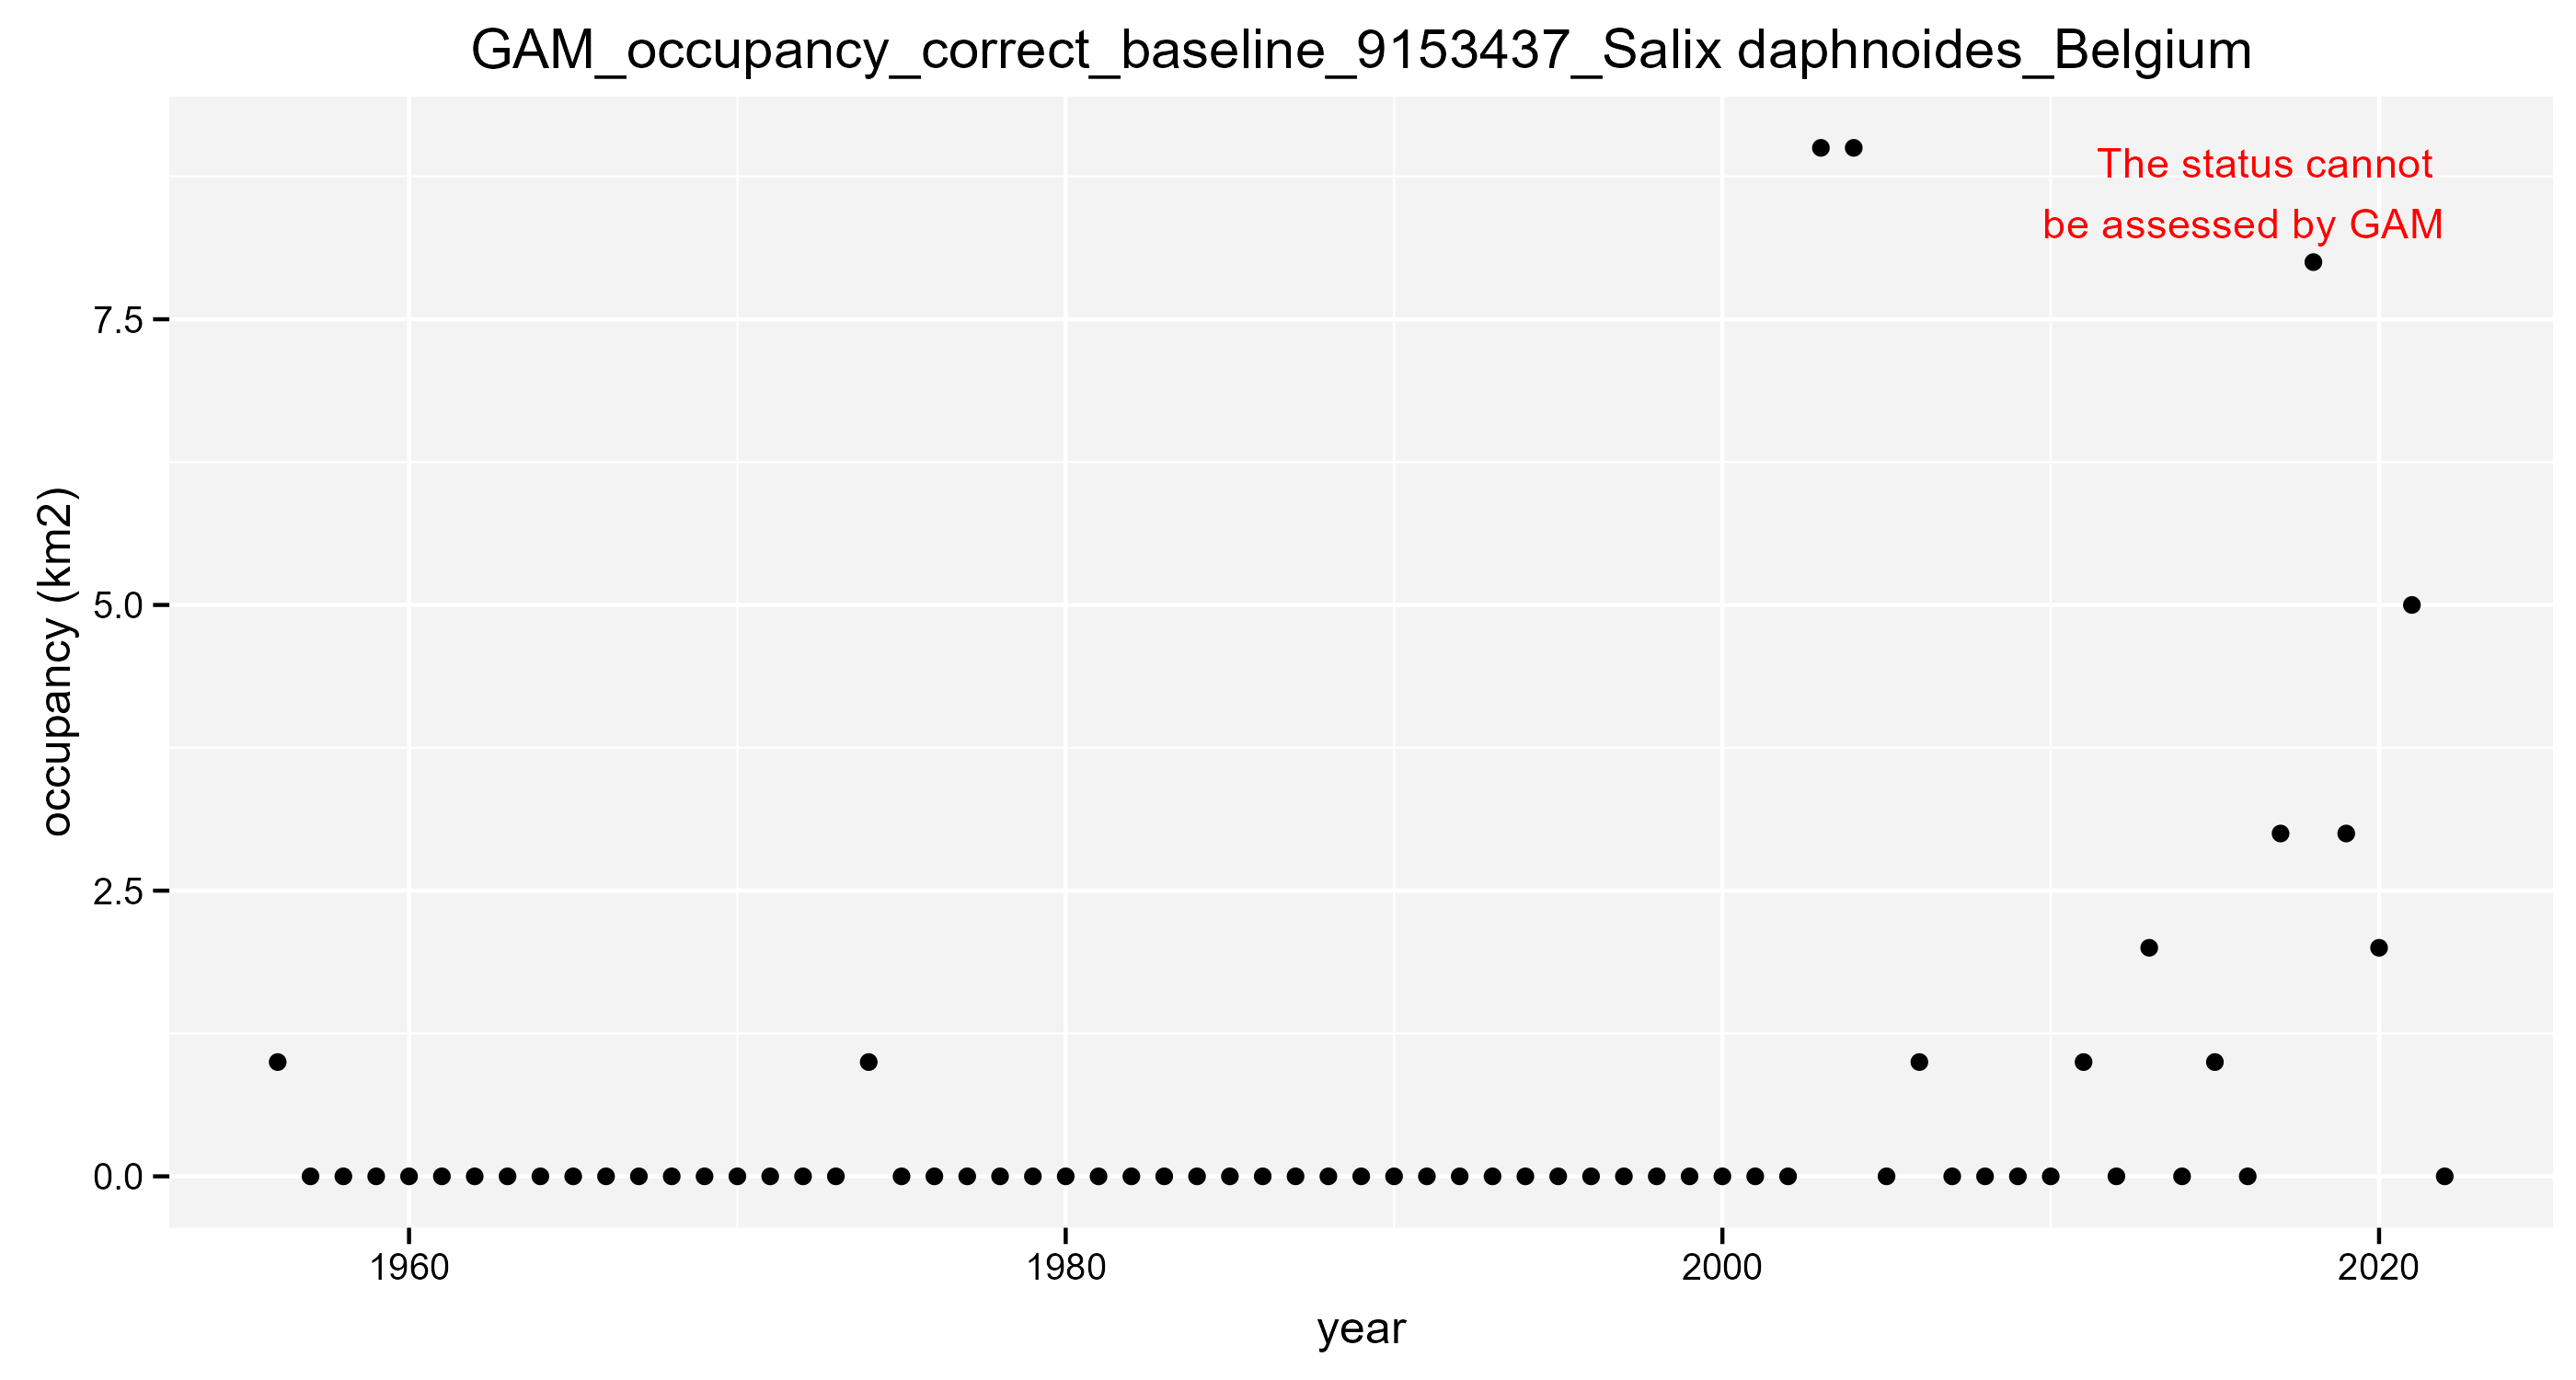 GAM_occupancy_correct_baseline_9153437_Salix daphnoides_Belgium
The status cannot
be assessed by GAM
occupancy (km2)
7.5
5.0
2.5
0.0
1960
1980
2000
2020
year